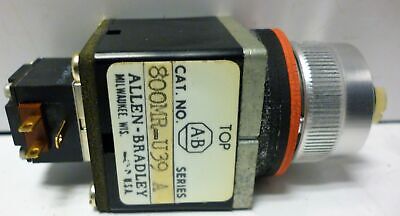 TOP
CAT. NO. AB SERIES
800MR-U39 A
ALLEN-BRADLEY
MILWAUKEE, WIS. U.S.A.